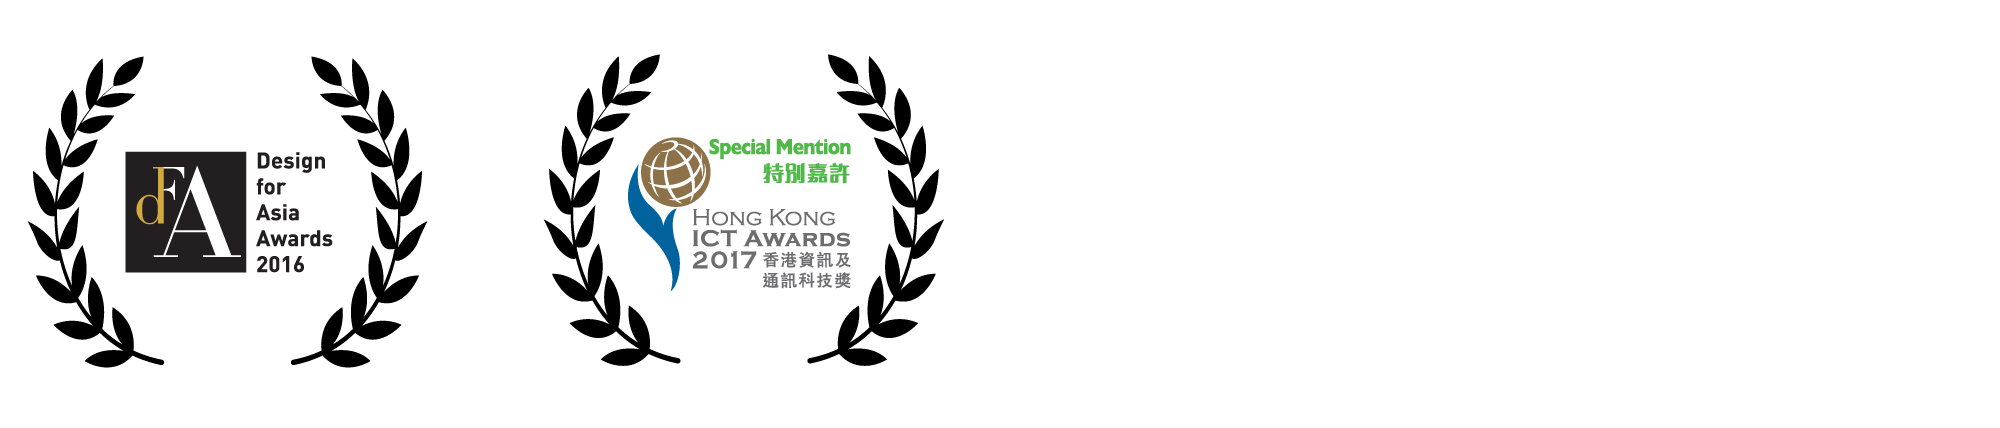 dFA
Design
for
Asia
Awards
2016
Special Mention
特別嘉許
HONG KONG
ICT AWARDS
2017 香港資訊及
通訊科技獎